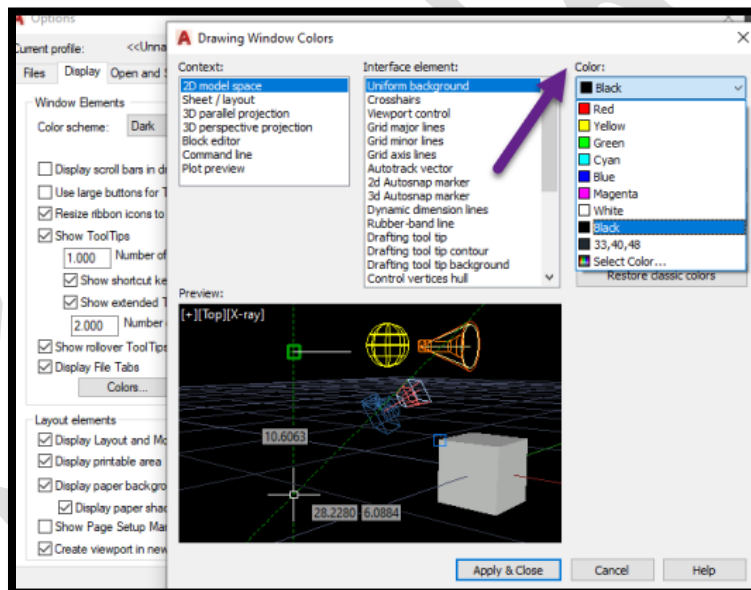 Options
Current profile: <<Unna
Files Display Open and S
Window Elements
Color scheme: Dark
Display scroll bars in dr
Use large buttons for T
Resize ribbon icons to
Show ToolTips
1.000 Number of
Show shortcut ke
Show extended T
2.000 Number
Show rollover ToolTips
Display File Tabs
Colors...
Layout elements
Display Layout and Mo
Display printable area
Display paper backgro
Display paper shad
Show Page Setup Man
Create viewport in new
Drawing Window Colors
Context:
2D model space
Sheet / layout
3D parallel projection
3D perspective projection
Block editor
Command line
Plot preview
Interface element:
Uniform background
Crosshairs
Viewport control
Grid major lines
Grid minor lines
Grid axis lines
Autotrack vector
2d Autosnap marker
3d Autosnap marker
Dynamic dimension lines
Rubber-band line
Drafting tool tip
Drafting tool tip contour
Drafting tool tip background
Control vertices hull
Color:
Black
Red
Yellow
Green
Cyan
Blue
Magenta
White
Black
33,40,48
Select Color...
Restore classic colors
Preview:
[+][Top][X-ray]
10.6063
28.2280 6.0884
Apply & Close Cancel Help